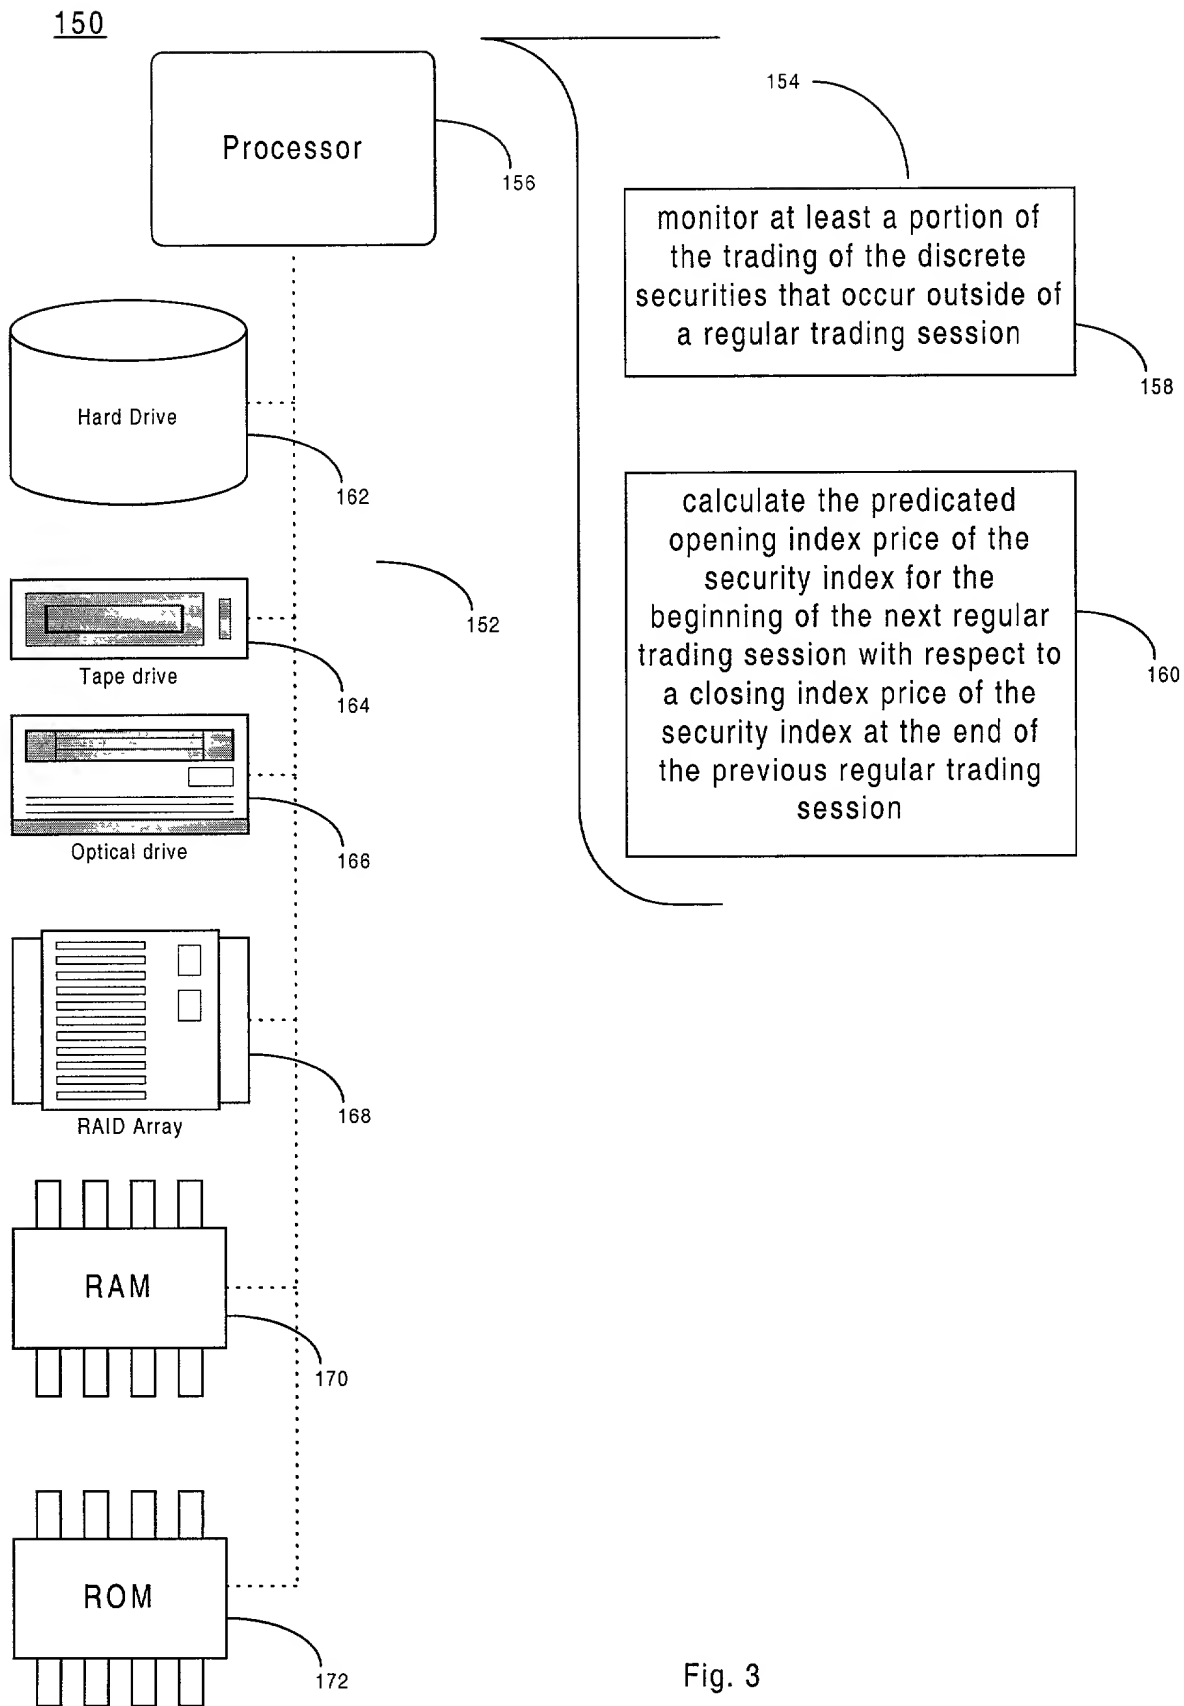 150
Processor
156
154
monitor at least a portion of
the trading of the discrete
securities that occur outside of
a regular trading session
158
Hard Drive
162
calculate the predicated
opening index price of the
security index for the
beginning of the next regular
trading session with respect to
a closing index price of the
security index at the end of
the previous regular trading
session
160
152
Tape drive
164
Optical drive
166
RAID Array
168
RAM
170
ROM
172
Fig. 3